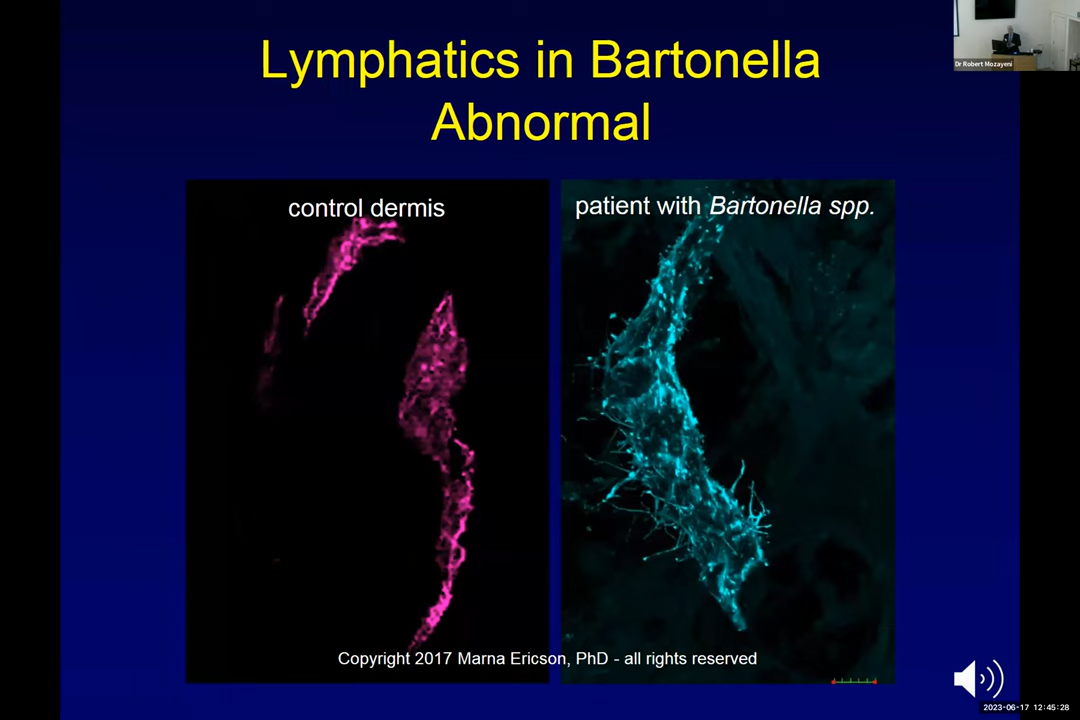 Lymphatics in Bartonella
Abnormal
Dr Robert Mozayeni
control dermis
patient with Bartonella spp.
Copyright 2017 Marna Ericson, PhD - all rights reserved
2023-06-17 12:45:28